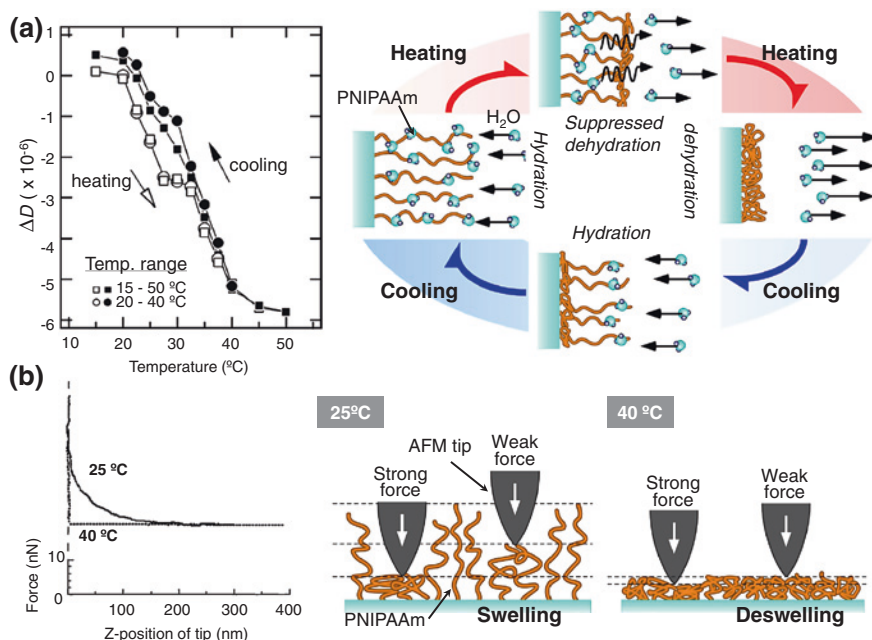 (a)
1
0
-1
-2
-3
-4
-5
-6
ΔD ( x 10⁻⁶)
heating
cooling
Temp. range
15 - 50 ºC
20 - 40 ºC
10
20
30
40
50
Temperature (ºC)
Heating
Heating
PNIPAAm
H₂O
Hydration
Suppressed
dehydration
dehydration
Hydration
Cooling
Cooling
(b)
25 ºC
40 ºC
10
0
Force (nN)
0
100
200
300
400
Z-position of tip (nm)
25ºC
AFM tip
Strong
force
Weak
force
PNIPAAm
Swelling
40 ºC
Strong
force
Weak
force
Deswelling